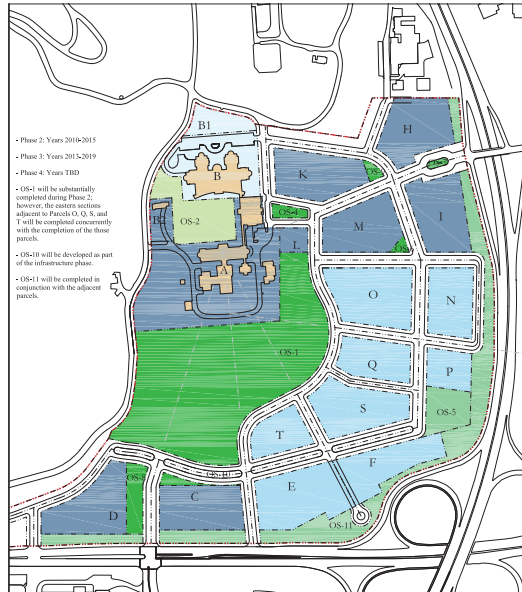 - Phase 2: Years 2010-2015
- Phase 3: Years 2013-2019
- Phase 4: Years TBD
- OS-1 will be substantially
completed during Phase 2;
however, the eastern sections
adjacent to Parcels O, Q, S, and
T will be completed concurrently
with the completion of the those
parcels.
- OS-10 will be developed as part
of the infrastructure phase.
- OS-11 will be completed in
conjunction with the adjacent
parcels.
B1
H
B
K
OS-2
OS-4
M
I
L
A
O
N
OS-1
Q
P
S
OS-5
T
F
E
C
D
OS-11